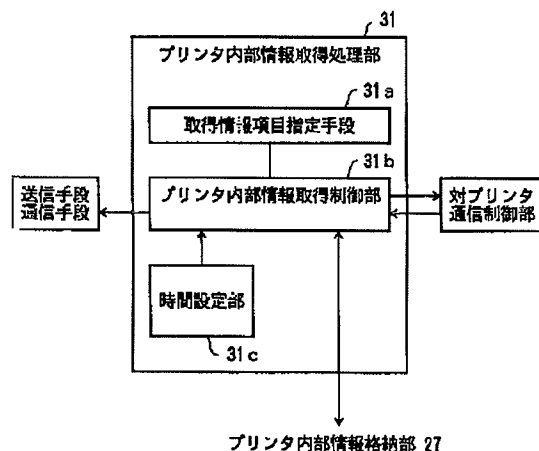 31
プリンタ内部情報取得処理部
31a
取得情報項目指定手段
31b
プリンタ内部情報取得制御部
送信手段
通信手段
対プリンタ
通信制御部
時間設定部
31c
プリンタ内部情報格納部 27